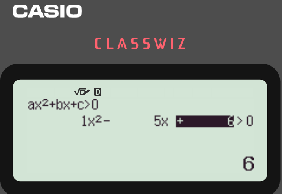 CASIO
CLASSWIZ
√▱ D
ax²+bx+c>0
1x²- 5x + 6>0
6